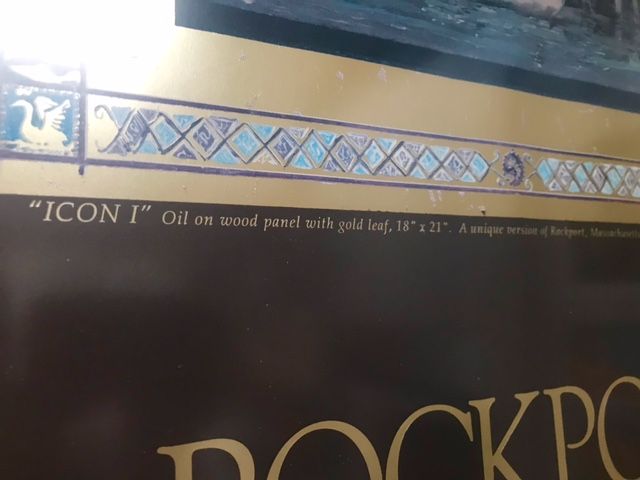 "ICON I" Oil on wood panel with gold leaf, 18" x 21". A unique version of Rockport, Massachusetts
ROCKPO